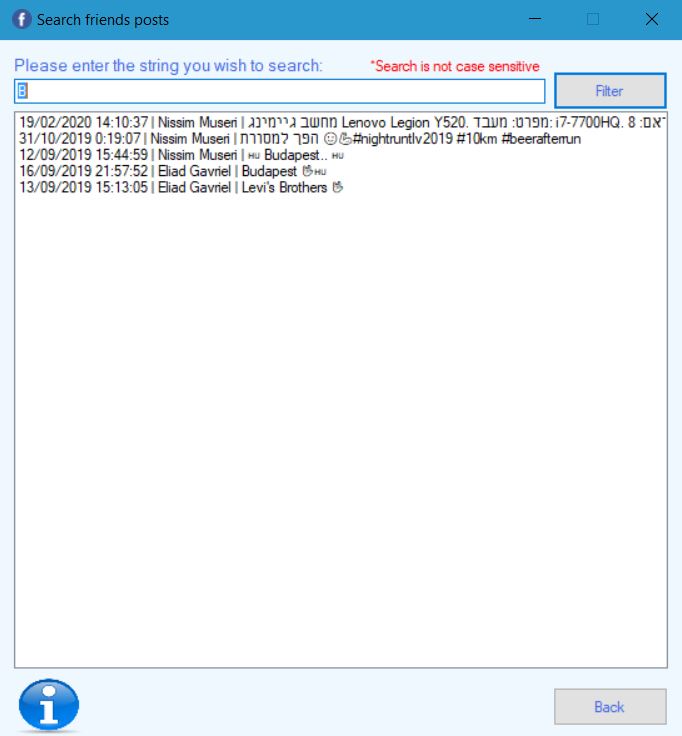 Search friends posts
Please enter the string you wish to search:
*Search is not case sensitive
B
Filter
19/02/2020 14:10:37 | Nissim Museri | מחשב גיימינג Lenovo Legion Y520. מפרט: מעבד: i7-7700HQ. 8 :ראם
31/10/2019 0:19:07 | Nissim Museri | הפך למסורת 🙂💪#nightruntlv2019 #10km #beerafterrun
12/09/2019 15:44:59 | Nissim Museri | HU Budapest.. HU
16/09/2019 21:57:52 | Eliad Gavriel | Budapest 👌HU
13/09/2019 15:13:05 | Eliad Gavriel | Levi's Brothers 👌
Back